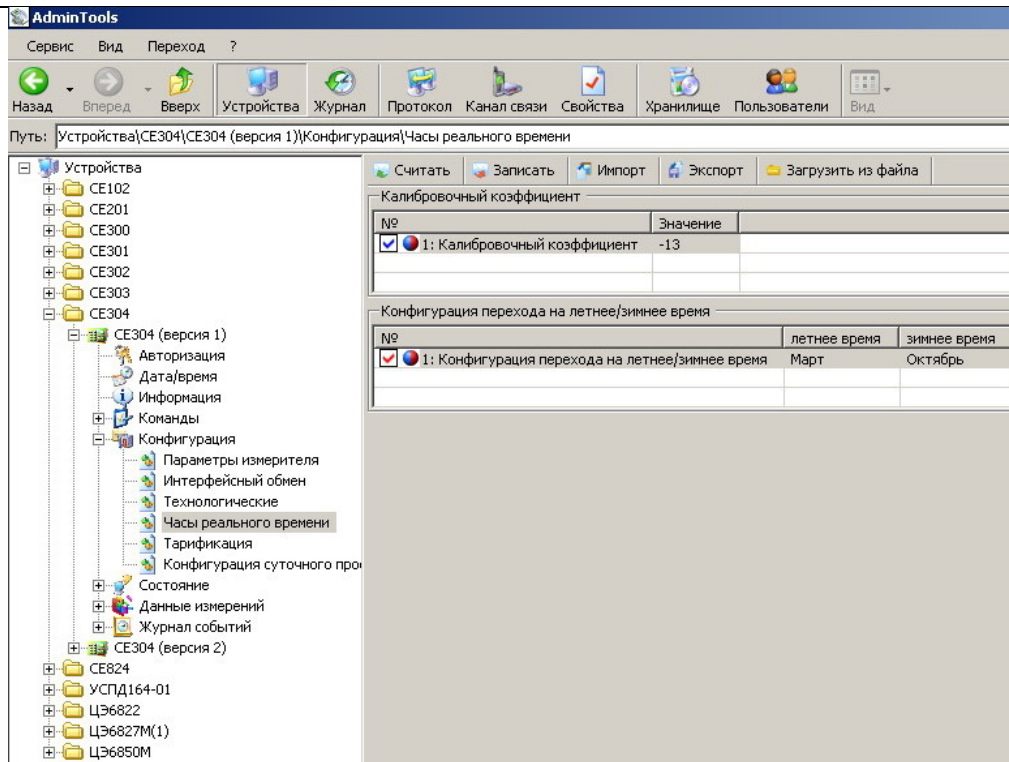 AdminTools
Сервис Вид Переход ?
Назад Вперед Вверх Устройства Журнал Протокол Канал связи Свойства Хранилище Пользователи Вид
Путь: Устройства\CE304\CE304 (версия 1)\Конфигурация\Часы реального времени
Устройства
CE102
CE201
CE300
CE301
CE302
CE303
CE304
CE304 (версия 1)
Авторизация
Дата/время
Информация
Команды
Конфигурация
Параметры измерителя
Интерфейсный обмен
Технологические
Часы реального времени
Тарификация
Конфигурация суточного про
Состояние
Данные измерений
Журнал событий
CE304 (версия 2)
CE824
УСПД164-01
ЦЭ6822
ЦЭ6827М(1)
ЦЭ6850М
Считать Записать Импорт Экспорт Загрузить из файла
Калибровочный коэффициент
№ Значение
1: Калибровочный коэффициент -13
Конфигурация перехода на летнее/зимнее время
№ летнее время зимнее время
1: Конфигурация перехода на летнее/зимнее время Март Октябрь